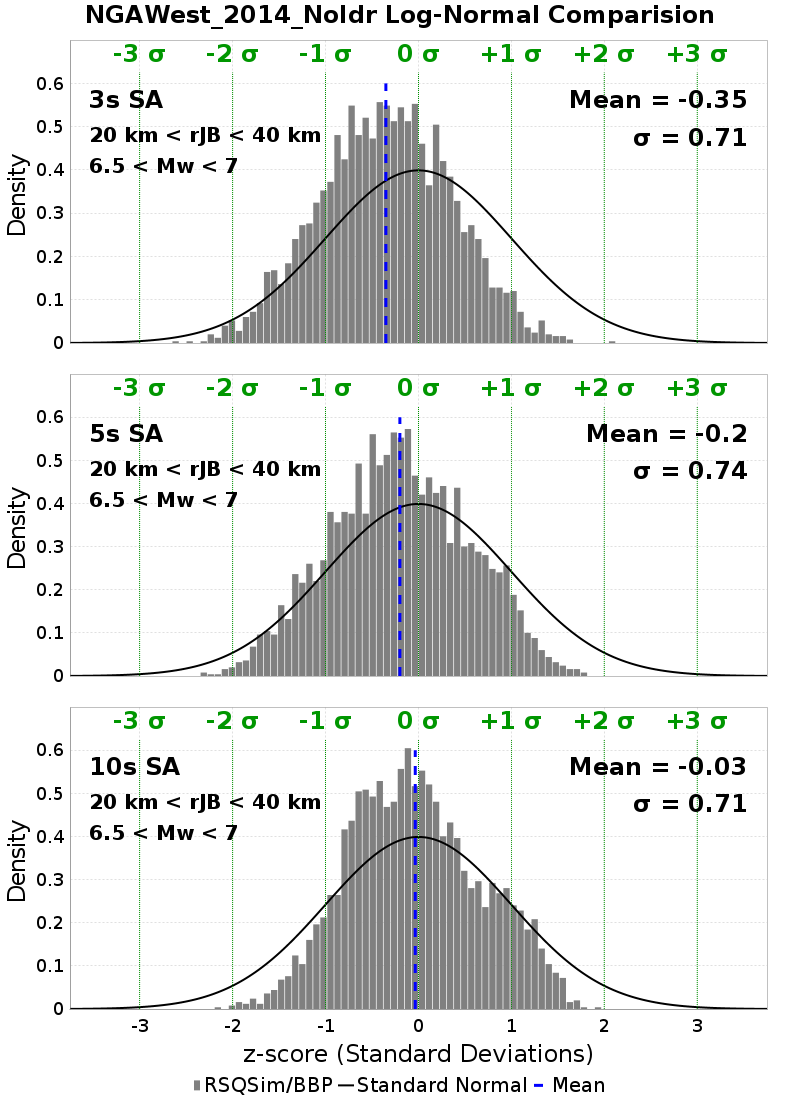 NGAWest_2014_NoIdr Log-Normal Comparision
-3 σ -2 σ -1 σ 0 σ +1 σ +2 σ +3 σ
3s SA
20 km < rJB < 40 km
6.5 < Mw < 7
Mean = -0.35
σ = 0.71
Density
0.6
0.5
0.4
0.3
0.2
0.1
0
-3 σ -2 σ -1 σ 0 σ +1 σ +2 σ +3 σ
5s SA
20 km < rJB < 40 km
6.5 < Mw < 7
Mean = -0.2
σ = 0.74
Density
0.6
0.5
0.4
0.3
0.2
0.1
0
-3 σ -2 σ -1 σ 0 σ +1 σ +2 σ +3 σ
10s SA
20 km < rJB < 40 km
6.5 < Mw < 7
Mean = -0.03
σ = 0.71
Density
0.6
0.5
0.4
0.3
0.2
0.1
0
-3 -2 -1 0 1 2 3
z-score (Standard Deviations)
RSQSim/BBP Standard Normal Mean